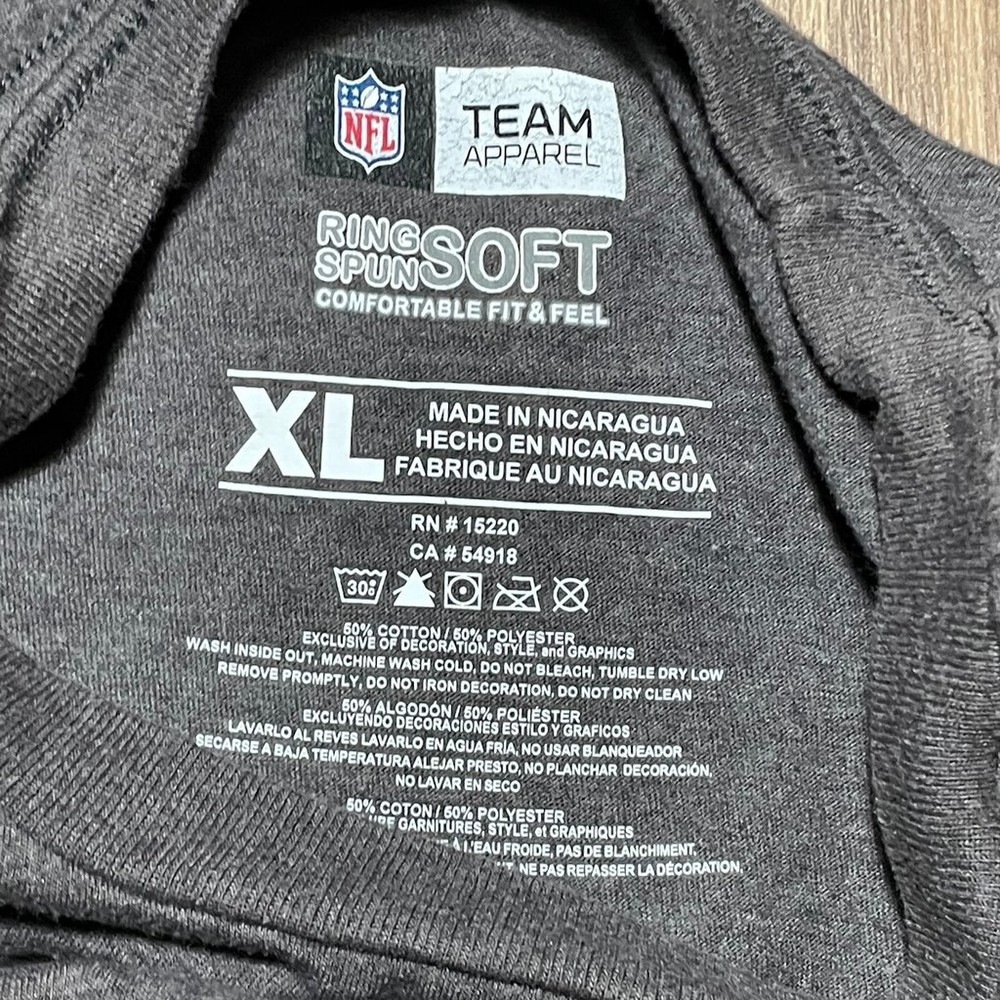 NFL
TEAM
APPAREL
RING
SPUN
SOFT
COMFORTABLE FIT & FEEL
XL
MADE IN NICARAGUA
HECHO EN NICARAGUA
FABRIQUE AU NICARAGUA
RN # 15220
CA # 54918
30°
50% COTTON / 50% POLYESTER
EXCLUSIVE OF DECORATION, STYLE, and GRAPHICS
WASH INSIDE OUT, MACHINE WASH COLD, DO NOT BLEACH, TUMBLE DRY LOW
REMOVE PROMPTLY, DO NOT IRON DECORATION, DO NOT DRY CLEAN
50% ALGODÓN / 50% POLIÉSTER
EXCLUYENDO DECORACIONES ESTILO Y GRAFICOS
LAVARLO AL REVES LAVARLO EN AGUA FRÍA, NO USAR BLANQUEADOR
SECARSE A BAJA TEMPERATURA ALEJAR PRESTO, NO PLANCHAR DECORACIÓN,
NO LAVAR EN SECO
50% COTON / 50% POLYESTER
GARNITURES, STYLE, et GRAPHIQUES
À L'EAU FROIDE, PAS DE BLANCHIMENT.
NE PAS REPASSER LA DÉCORATION,